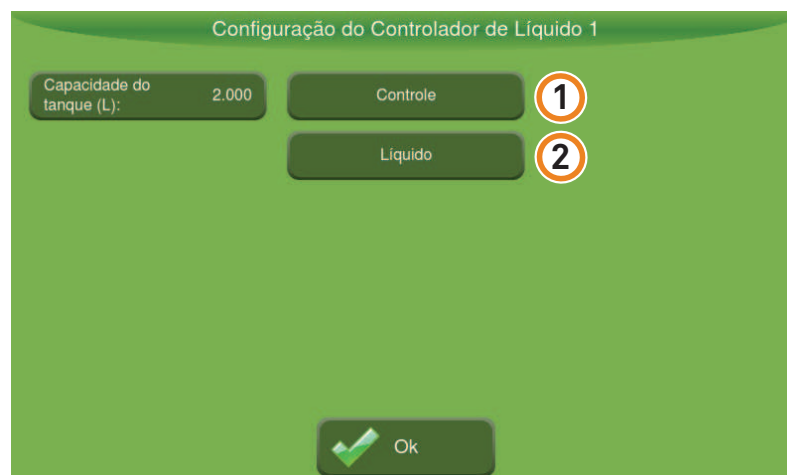 Configuração do Controlador de Líquido 1
Capacidade do
tanque (L):
2.000
Controle
1
Líquido
2
Ok